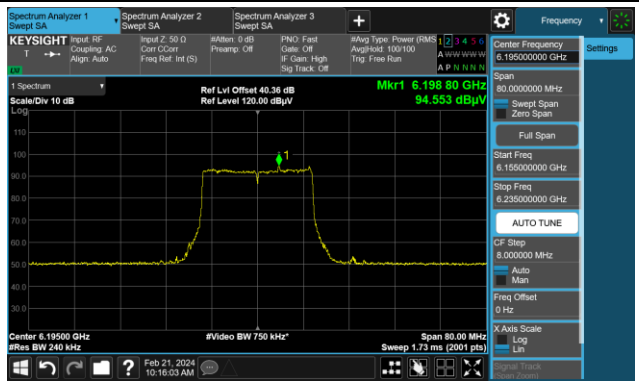 Spectrum Analyzer 1
Swept SA
Spectrum Analyzer 2
Swept SA
Spectrum Analyzer 3
Swept SA
Frequency
KEYSIGHT
T
Input: RF
Coupling: AC
Align: Auto
Input Z: 50 Ω
Corr CCorr
Freq Ref: Int (S)
#Atten: 0 dB
Preamp: Off
PNO: Fast
Gate: Off
IF Gain: High
Sig Track: Off
#Avg Type: Power (RMS
Avg|Hold: 100/100
Trig: Free Run
1 2 3 4 5 6
A W W W W W
A P N N N N
1 Spectrum
Scale/Div 10 dB
Log
Ref Lvl Offset 40.36 dB
Ref Level 120.00 dBµV
Mkr1 6.198 80 GHz
94.553 dBµV
110
100
90.0
80.0
70.0
60.0
50.0
40.0
30.0
1
Center 6.19500 GHz
#Res BW 240 kHz
#Video BW 750 kHz*
Span 80.00 MHz
Sweep 1.73 ms (2001 pts)
Feb 21, 2024
10:16:03 AM
Center Frequency
6.195000000 GHz
Settings
Span
80.0000000 MHz
Swept Span
Zero Span
Full Span
Start Freq
6.155000000 GHz
Stop Freq
6.235000000 GHz
AUTO TUNE
CF Step
8.000000 MHz
Auto
Man
Freq Offset
0 Hz
X Axis Scale
Log
Lin
Signal Track
(Span Zoom)